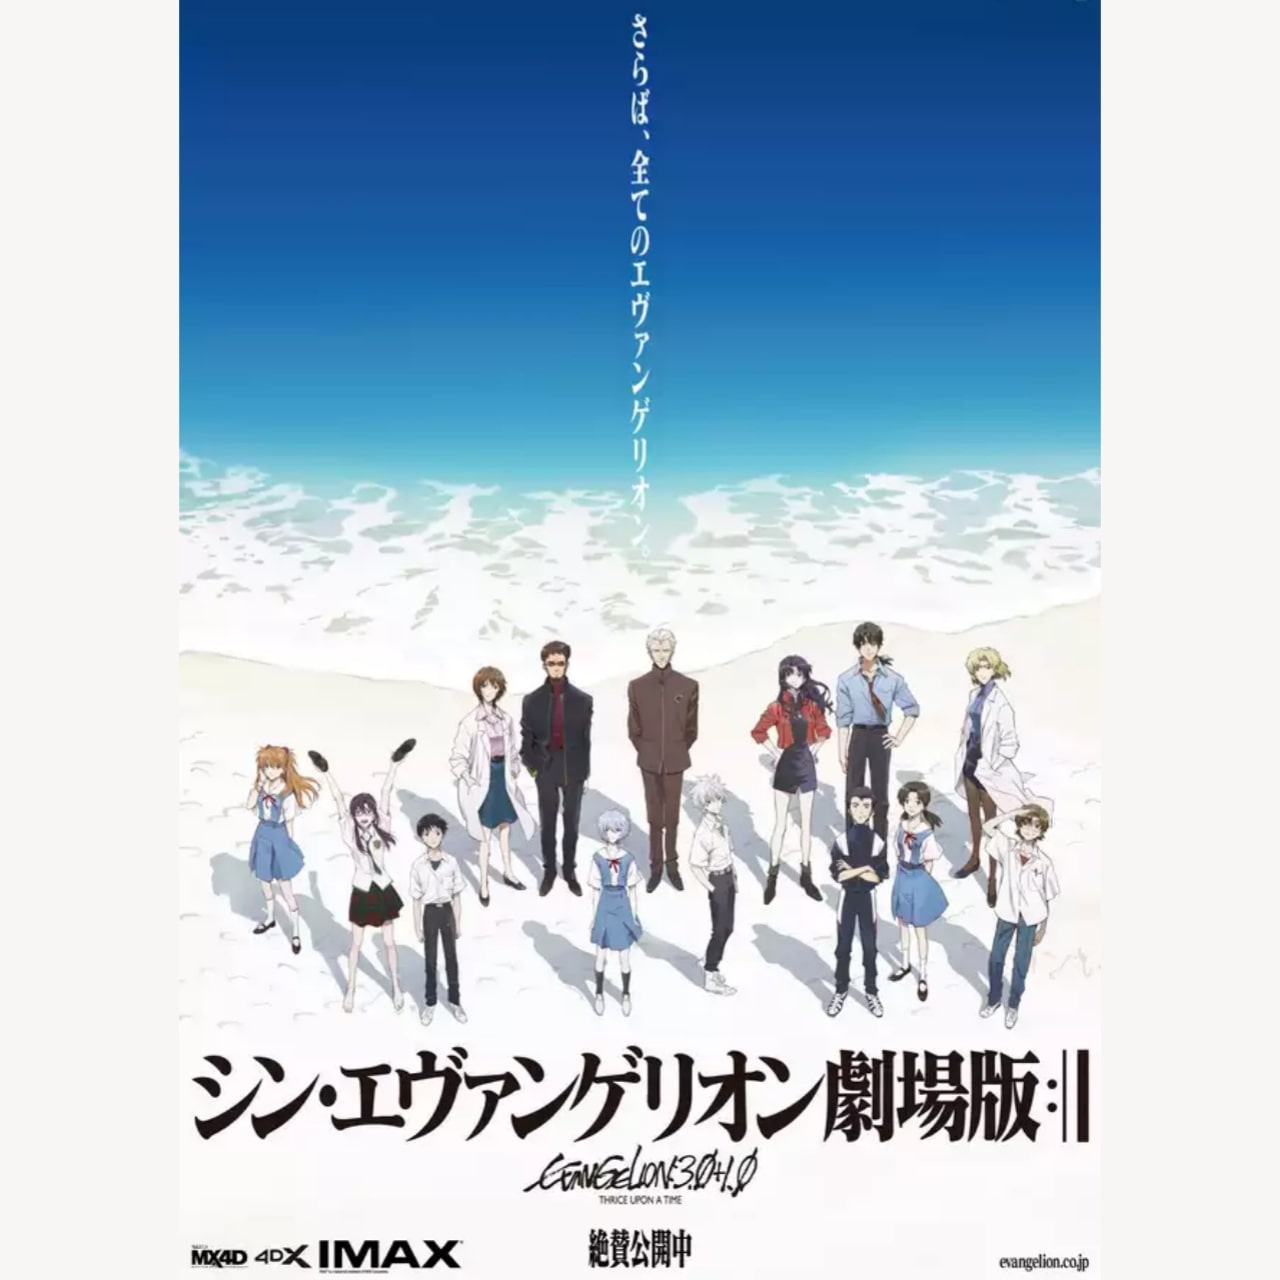 さらば、全てのエヴァンゲリオン。
シン・エヴァンゲリオン劇場版:||
EVANGELION:3.0+1.0
THRICE UPON A TIME
MX4D 4DX IMAX
絶賛公開中
evangelion.co.jp